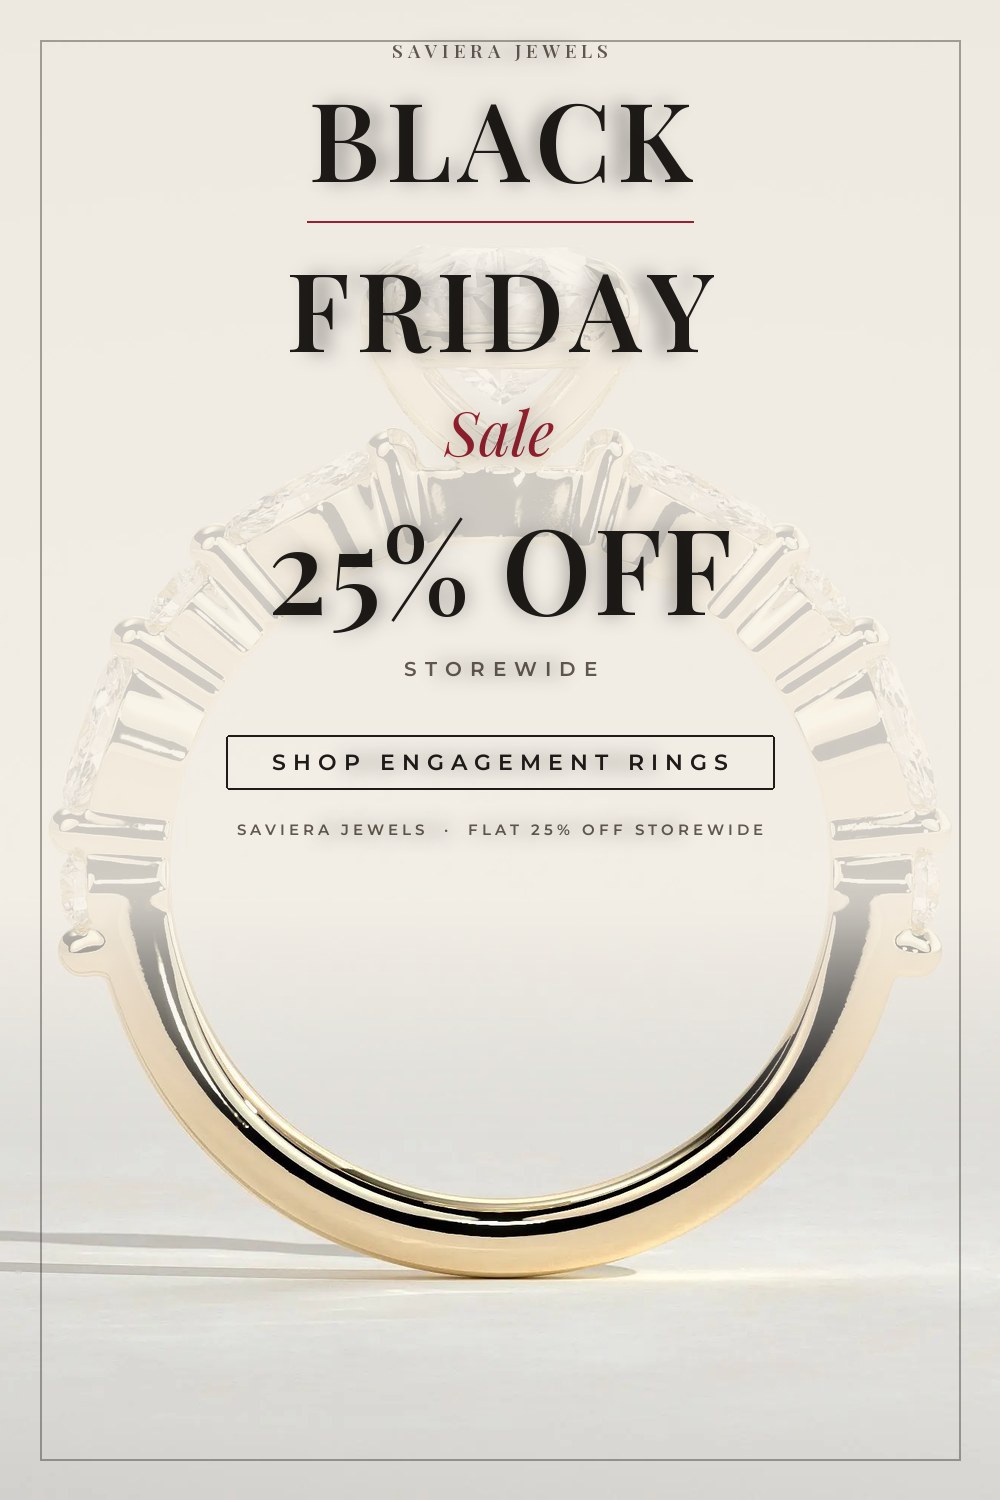 SAVIERA JEWELS
BLACK
FRIDAY
Sale
25% OFF
STOREWIDE
SHOP ENGAGEMENT RINGS
SAVIERA JEWELS · FLAT 25% OFF STOREWIDE